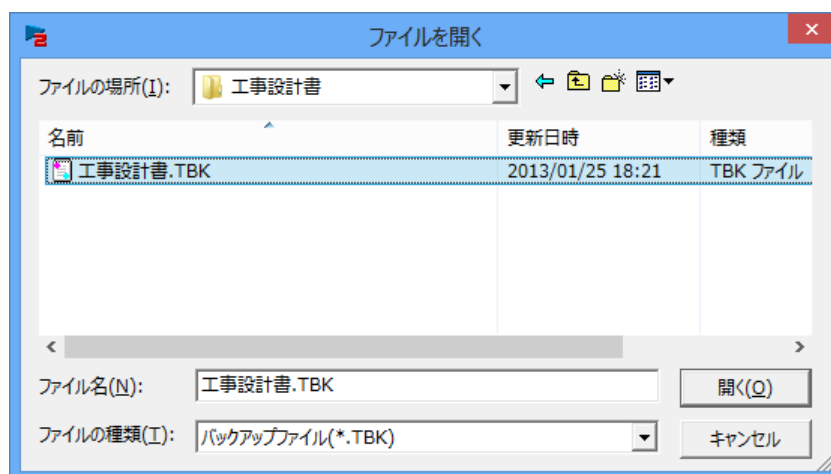 ファイルを開く
ファイルの場所(I): 工事設計書
名前 更新日時 種類
工事設計書.TBK 2013/01/25 18:21 TBK ファイル
ファイル名(N): 工事設計書.TBK 開く(O)
ファイルの種類(T): バックアップファイル(*.TBK) キャンセル